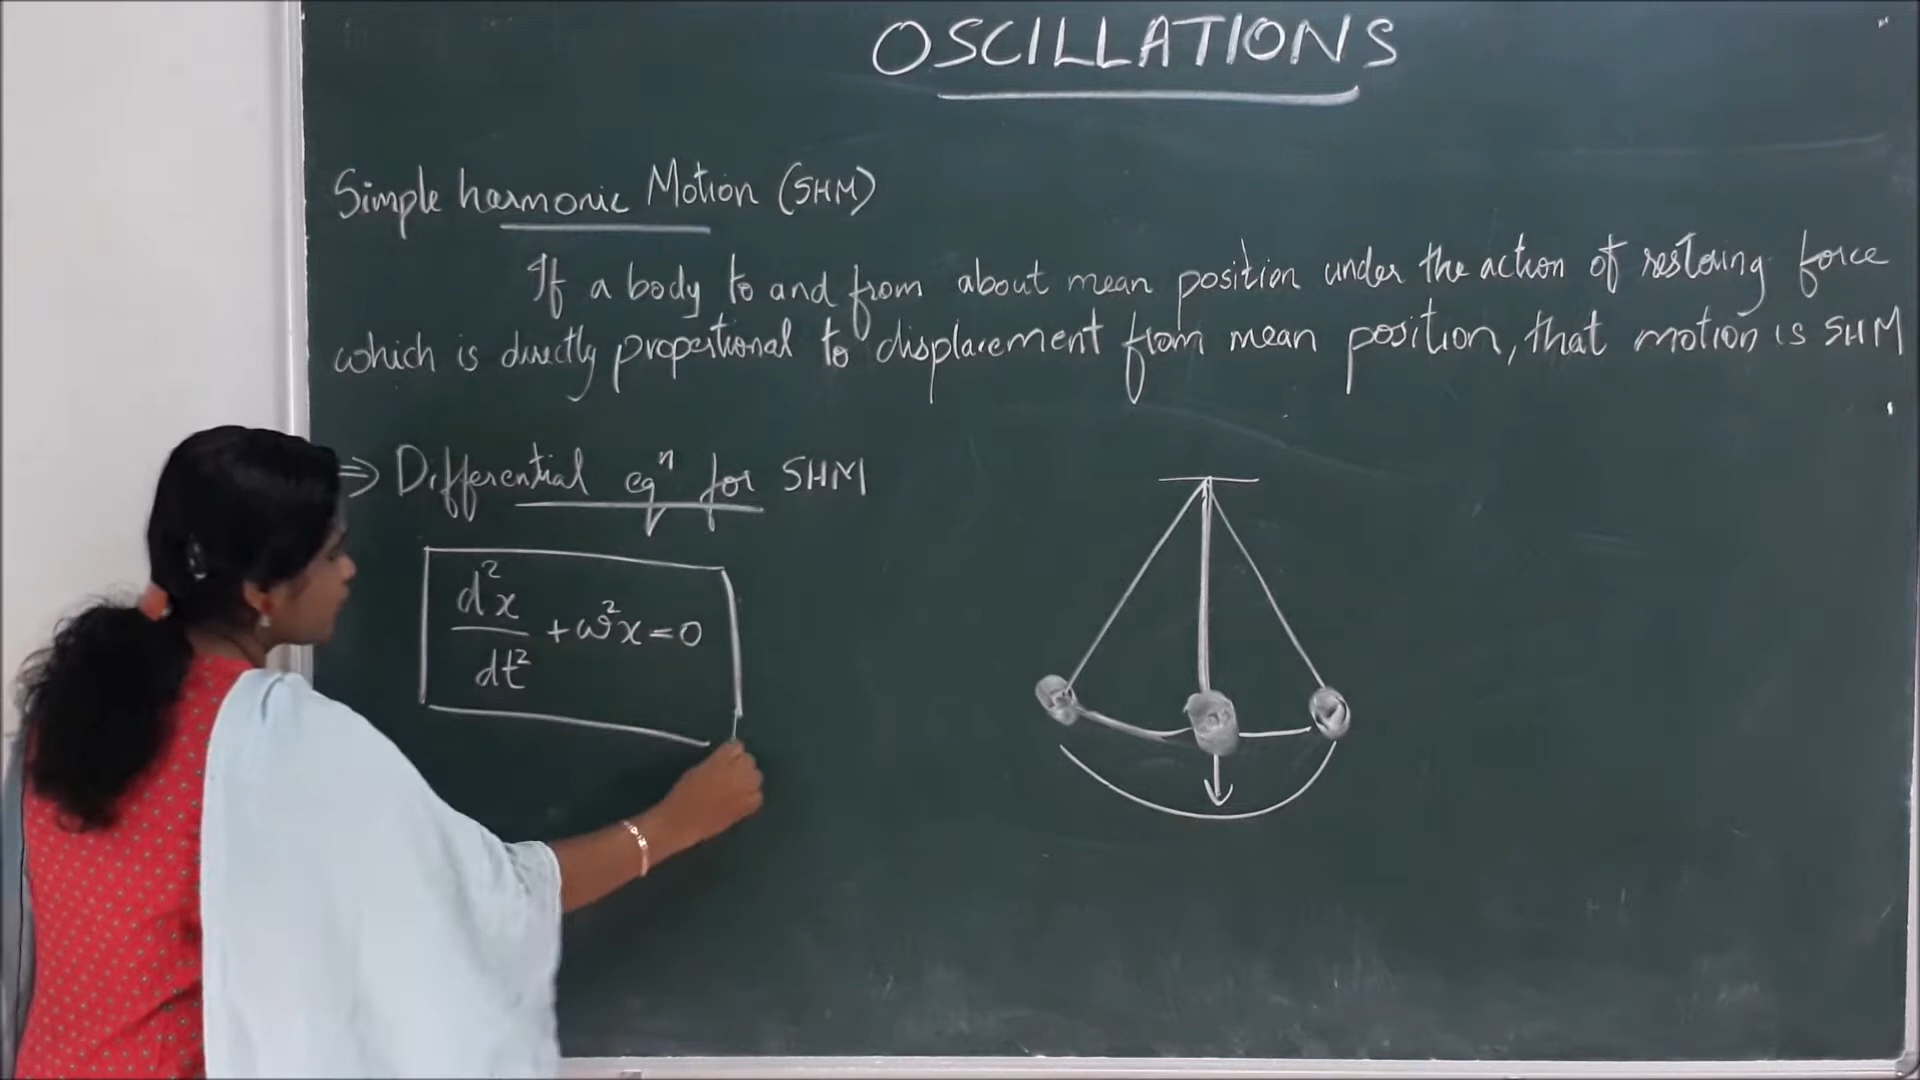 OSCILLATIONS
Simple harmonic Motion (SHM)
If a body to and from about mean position under the action of restoring force
which is directly proportional to displacement from mean position, that motion is SHM
⇒ Differential eqⁿ for SHM
d²x/dt² + ω²x = 0